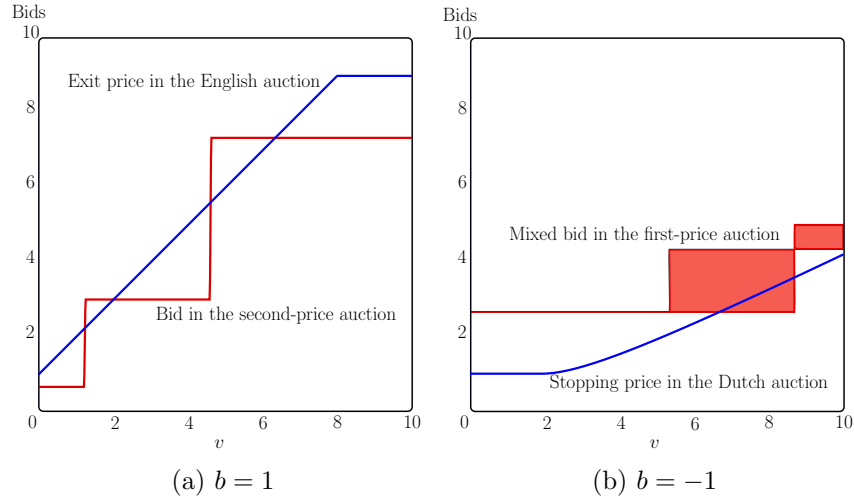 Bids
10
8
6
4
2
0
2
4
6
8
10
v
Exit price in the English auction
Bid in the second-price auction
(a) b = 1
Bids
10
8
6
4
2
0
2
4
6
8
10
v
Mixed bid in the first-price auction
Stopping price in the Dutch auction
(b) b = −1